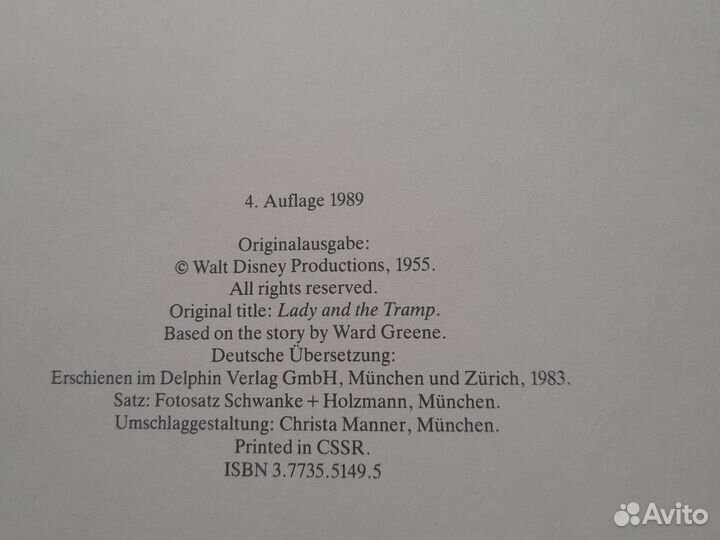 4. Auflage 1989
Originalausgabe:
© Walt Disney Productions, 1955.
All rights reserved.
Original title: Lady and the Tramp.
Based on the story by Ward Greene.
Deutsche Übersetzung:
Erschienen im Delphin Verlag GmbH, München und Zürich, 1983.
Satz: Fotosatz Schwanke + Holzmann, München.
Umschlaggestaltung: Christa Manner, München.
Printed in CSSR.
ISBN 3.7735.5149.5
Avito